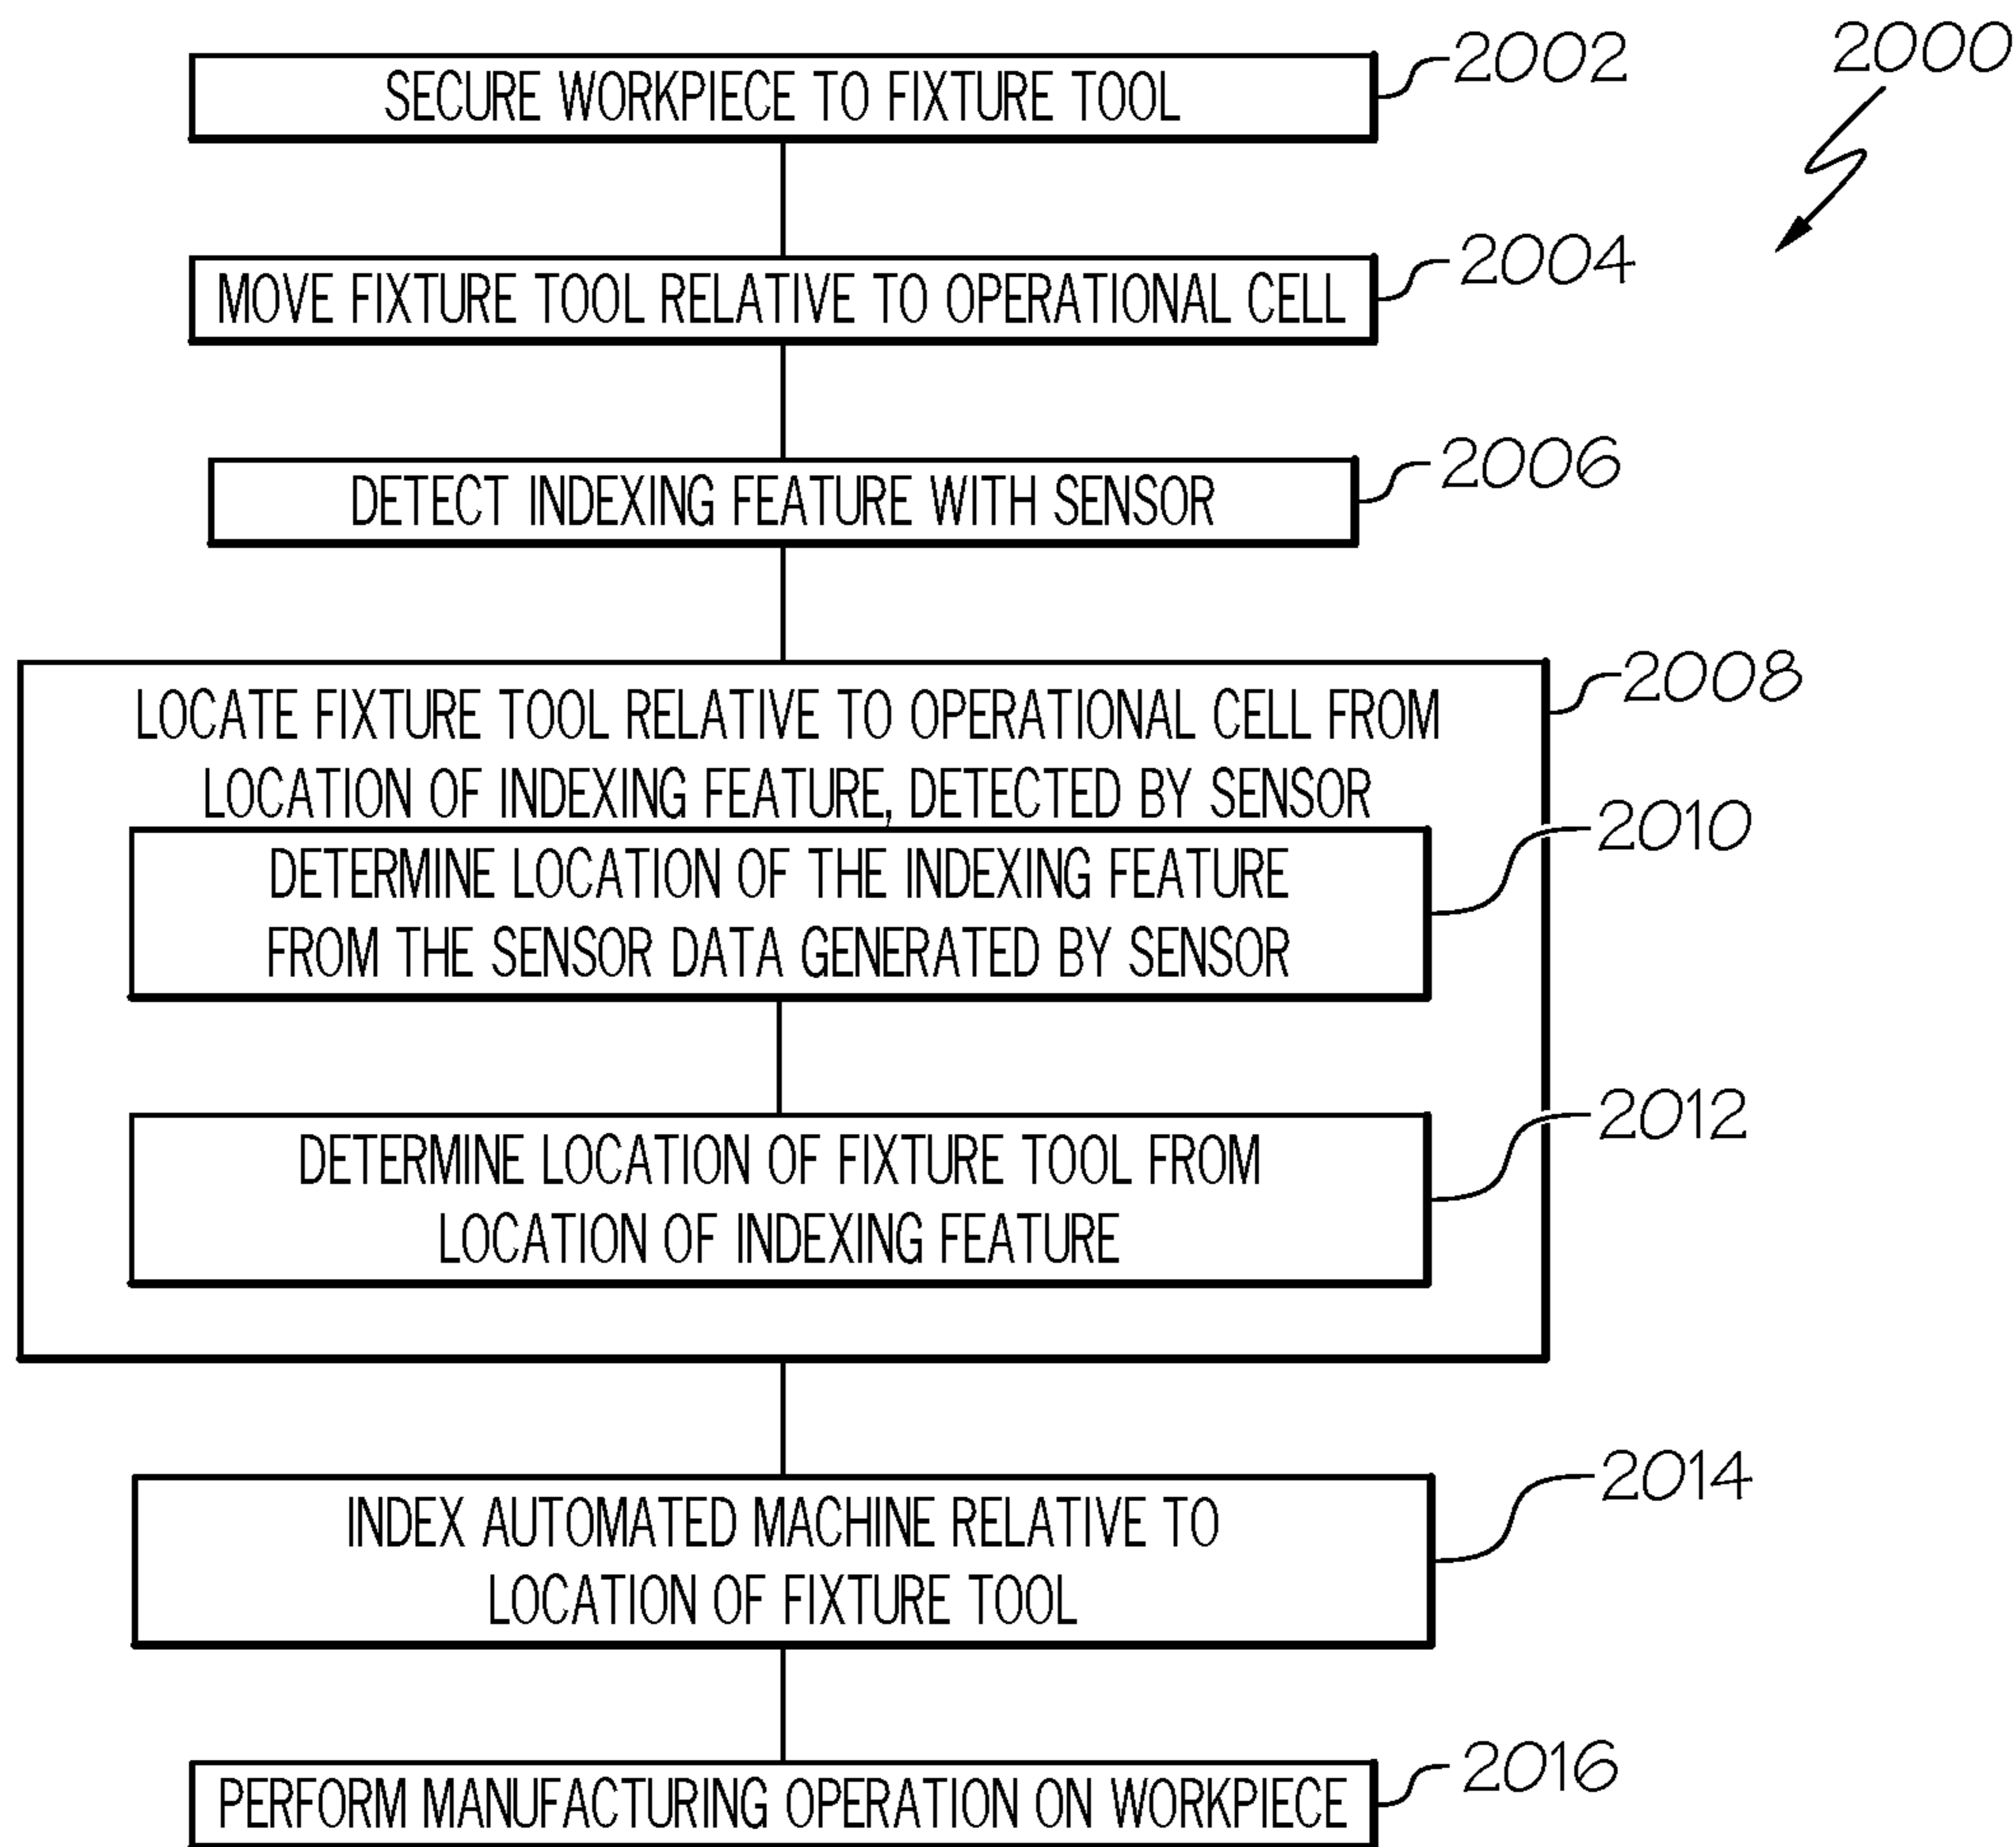 2000
SECURE WORKPIECE TO FIXTURE TOOL
2002
MOVE FIXTURE TOOL RELATIVE TO OPERATIONAL CELL
2004
DETECT INDEXING FEATURE WITH SENSOR
2006
LOCATE FIXTURE TOOL RELATIVE TO OPERATIONAL CELL FROM
LOCATION OF INDEXING FEATURE, DETECTED BY SENSOR
2008
DETERMINE LOCATION OF THE INDEXING FEATURE
FROM THE SENSOR DATA GENERATED BY SENSOR
2010
DETERMINE LOCATION OF FIXTURE TOOL FROM
LOCATION OF INDEXING FEATURE
2012
INDEX AUTOMATED MACHINE RELATIVE TO
LOCATION OF FIXTURE TOOL
2014
PERFORM MANUFACTURING OPERATION ON WORKPIECE
2016